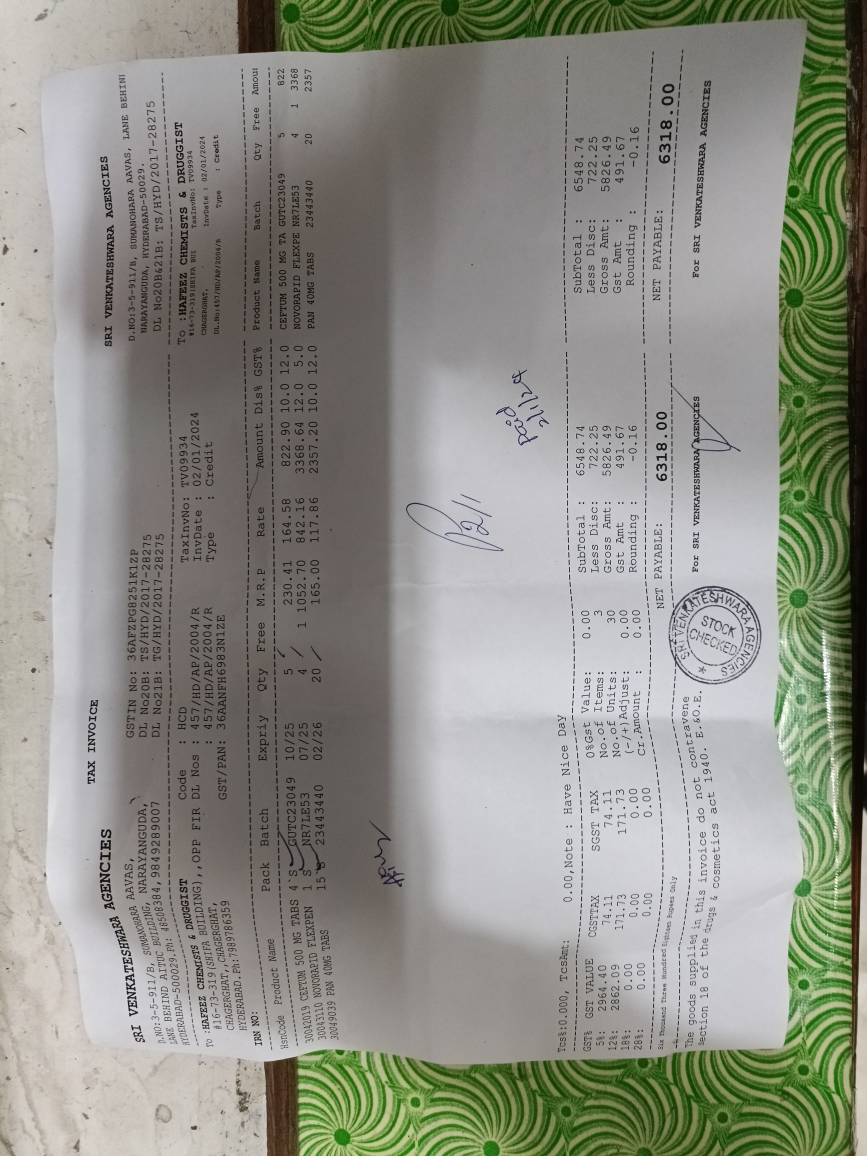 TAX INVOICE
SRI VENKATESHWARA AGENCIES
D.NO:3-5-911/B, SUMANOHARA AAVAS,
LANE BEHIND AITUC BUILDING, NARAYANGUDA,
HYDERABAD-500029.PH: 48508384,9849289007
GSTIN No: 36AFZPG8251K1ZP
DL No20B: TS/HYD/2017-28275
DL No21B: TG/HYD/2017-28275
To :HAFEEZ CHEMISTS & DRUGGIST
#16-73-319(SHIFA BUILDING),,OPP FIR
CHAGERGHAT,,CHAGERGHAT,
HYDERABAD.PH:7989786359
Code : HCD
DL Nos : 457/HD/AP/2004/R
: 457/HD/AP/2004/R
GST/PAN: 36AANFH6983N1ZE
TaxInvNo: TV09934
InvDate : 02/01/2024
Type : Credit
IRN NO:
HsnCode Product Name Pack Batch Expriy Qty Free M.R.P Rate Amount Dis% GST%
30042019 CEFTUM 500 MG TABS 4'S GUTC23049 10/25 5 230.41 164.58 822.90 10.0 12.0
30043110 NOVORAPID FLEXPEN 1 S NR7LE53 07/25 4 1 1052.70 842.16 3368.64 12.0 5.0
30049039 PAN 40MG TABS 15'S 23443440 02/26 20 165.00 117.86 2357.20 10.0 12.0
Paid
2/1/24
Tcs%:0.000, TcsAmt: 0.00,Note : Have Nice Day
GST% GST VALUE CGSTTAX SGST TAX
5%: 2964.40 74.11 74.11
12%: 2862.09 171.73 171.73
18%: 0.00 0.00 0.00
28%: 0.00 0.00 0.00
0%Gst Value: 0.00
No.of Items: 3
No.of Units: 30
(-/+)Adjust: 0.00
Cr.Amount : 0.00
SubTotal : 6548.74
Less Disc: 722.25
Gross Amt: 5826.49
Gst Amt : 491.67
Rounding : -0.16
Six Thousand Three Hundred Eighteen Rupees Only
NET PAYABLE: 6318.00
The goods supplied in this invoice do not contravene
section 18 of the drugs & cosmetics act 1940. E.&O.E.
SRI VENKATESHWARA AGENCIES
STOCK
CHECKED
For SRI VENKATESHWARA AGENCIES
SRI VENKATESHWARA AGENCIES
D.NO:3-5-911/B, SUMANOHARA AAVAS, LANE BEHIN
NARAYANGUDA, HYDERABAD-50029.
DL No20B&21B: TS/HYD/2017-28275
To :HAFEEZ CHEMISTS & DRUGGIST
#16-73-319(SHIFA BUI TaxInvNo: TV09934
CHAGERGHAT, InvDate : 02/01/2024
DL.No:457/HD/AP/2004/R Type : Credit
Product Name Batch Qty Free Amou
CEFTUM 500 MG TA GUTC23049 5 822
NOVORAPID FLEXPE NR7LE53 4 1 3368
PAN 40MG TABS 23443440 20 2357
SubTotal : 6548.74
Less Disc: 722.25
Gross Amt: 5826.49
Gst Amt : 491.67
Rounding : -0.16
NET PAYABLE: 6318.00
For SRI VENKATESHWARA AGENCIES